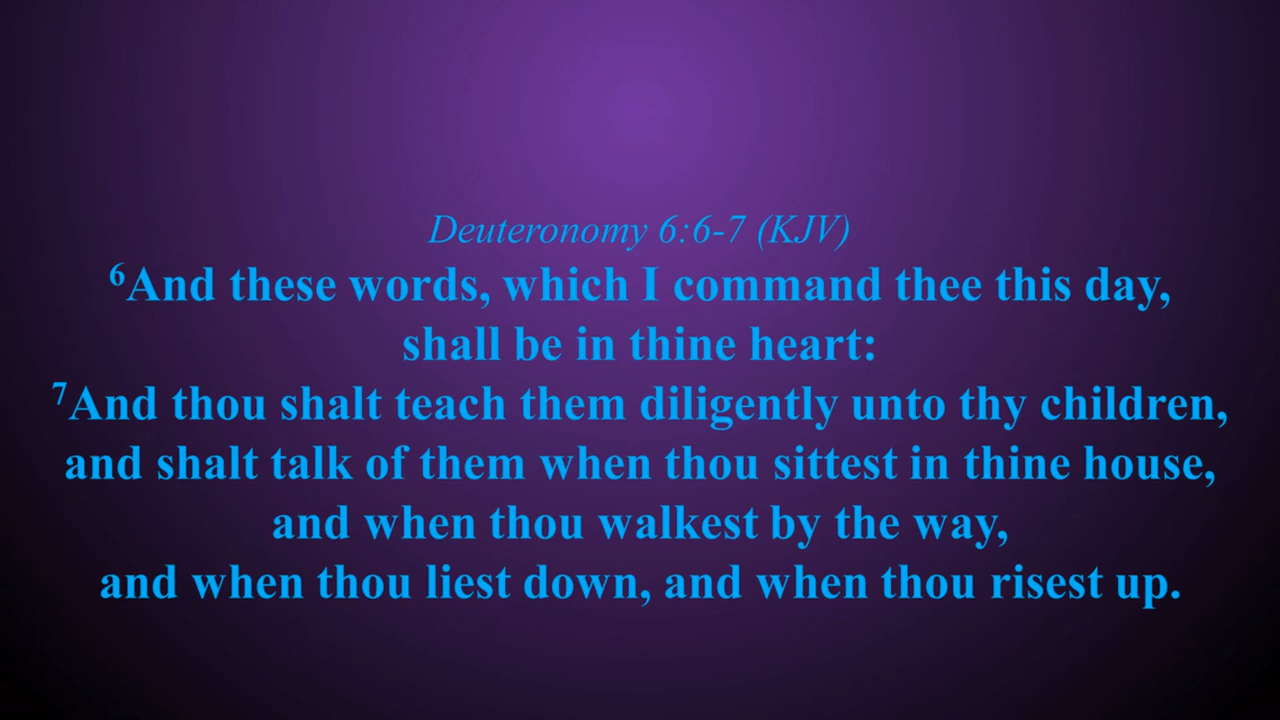 Deuteronomy 6:6-7 (KJV)
⁶And these words, which I command thee this day,
shall be in thine heart:
⁷And thou shalt teach them diligently unto thy children,
and shalt talk of them when thou sittest in thine house,
and when thou walkest by the way,
and when thou liest down, and when thou risest up.